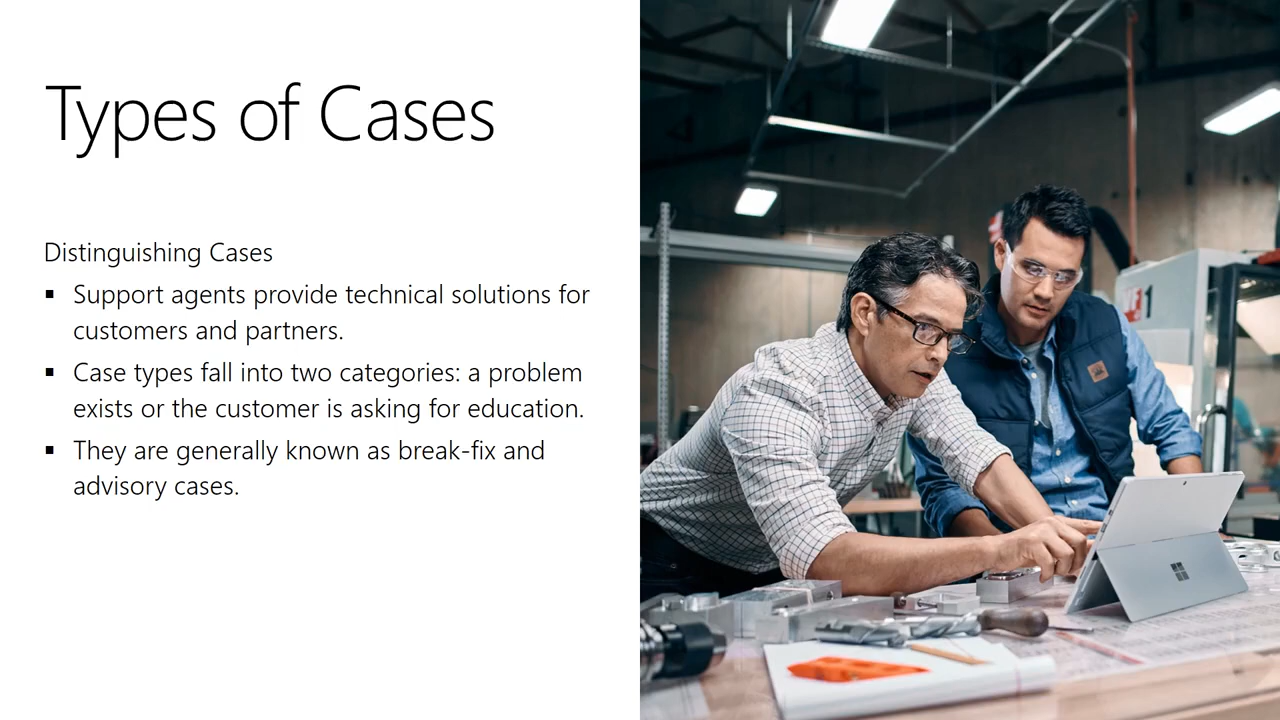 Types of Cases
Distinguishing Cases
▪ Support agents provide technical solutions for
customers and partners.
▪ Case types fall into two categories: a problem
exists or the customer is asking for education.
▪ They are generally known as break-fix and
advisory cases.